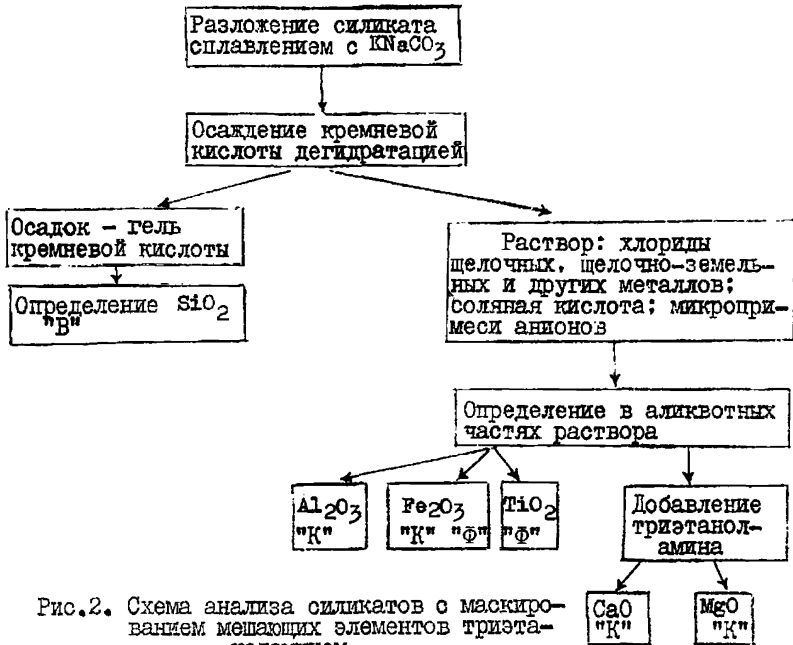 Разложение силиката
сплавлением с KNaCO3
Осаждение кремневой
кислоты дегидратацией
Осадок – гель
кремневой кислоты
Определение SiO2
"В"
Раствор: хлориды
щелочных, щелочно-земель-
ных и других металлов;
соляная кислота; микропри-
меси анионов
Определение в аликвотных
частях раствора
Al2O3
"К"
Fe2O3
"К" "Ф"
TiO2
"Ф"
Добавление
триэтанол-
амина
CaO
"К"
MgO
"К"
Рис.2. Схема анализа силикатов с маскиро-
ванием мешающих элементов триэта-